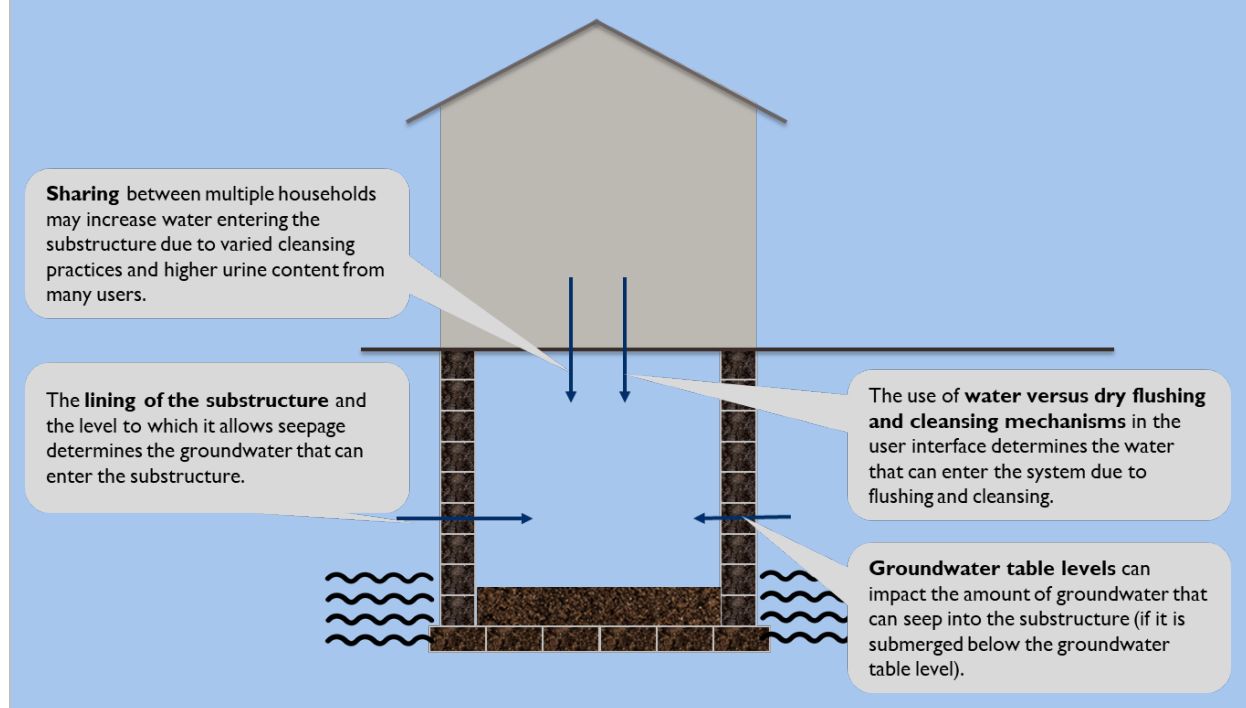 Sharing between multiple households
may increase water entering the
substructure due to varied cleansing
practices and higher urine content from
many users.
The lining of the substructure and
the level to which it allows seepage
determines the groundwater that can
enter the substructure.
The use of water versus dry flushing
and cleansing mechanisms in the
user interface determines the water
that can enter the system due to
flushing and cleansing.
Groundwater table levels can
impact the amount of groundwater that
can seep into the substructure (if it is
submerged below the groundwater
table level).